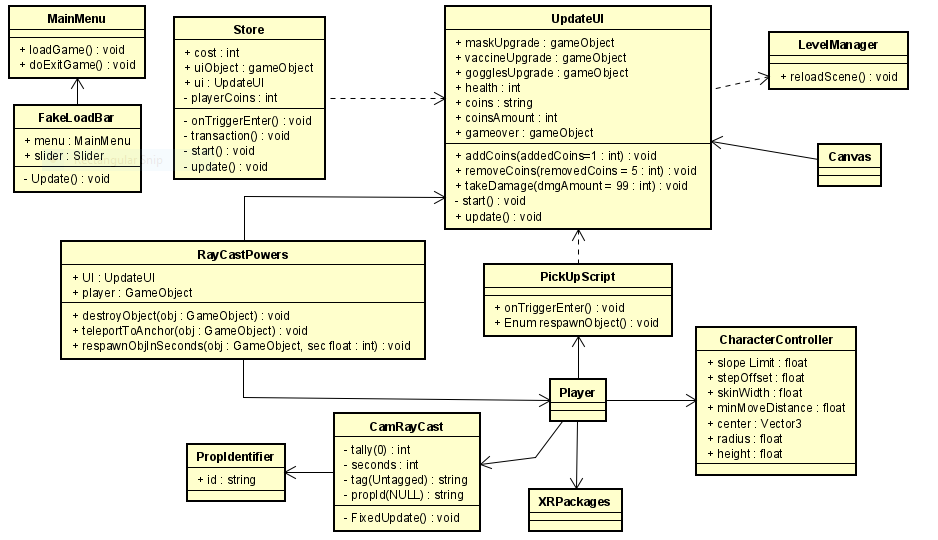 MainMenu
+ loadGame() : void
+ doExitGame() : void
FakeLoadBar
+ menu : MainMenu
+ slider : Slider
- Update() : void
Store
+ cost : int
+ uiObject : gameObject
+ ui : UpdateUI
- playerCoins : int
- onTriggerEnter() : void
- transaction() : void
- start() : void
- update() : void
UpdateUI
+ maskUpgrade : gameObject
+ vaccineUpgrade : gameObject
+ gogglesUpgrade : gameObject
+ health : int
+ coins : string
+ coinsAmount : int
+ gameover : gameObject
+ addCoins(addedCoins=1 : int) : void
+ removeCoins(removedCoins = 5 : int) : void
+ takeDamage(dmgAmount = 99 : int) : void
- start() : void
+ update() : void
LevelManager
+ reloadScene() : void
Canvas
RayCastPowers
+ UI : UpdateUI
+ player : GameObject
+ destroyObject(obj : GameObject) : void
+ teleportToAnchor(obj : GameObject) : void
+ respawnObjInSeconds(obj : GameObject, sec float : int) : void
PickUpScript
+ onTriggerEnter() : void
+ Enum respawnObject() : void
CharacterController
+ slope Limit : float
+ stepOffset : float
+ skinWidth : float
+ minMoveDistance : float
+ center : Vector3
+ radius : float
+ height : float
Player
CamRayCast
- tally(0) : int
- seconds : int
- tag(Untagged) : string
- propId(NULL) : string
- FixedUpdate() : void
PropIdentifier
+ id : string
XRPackages